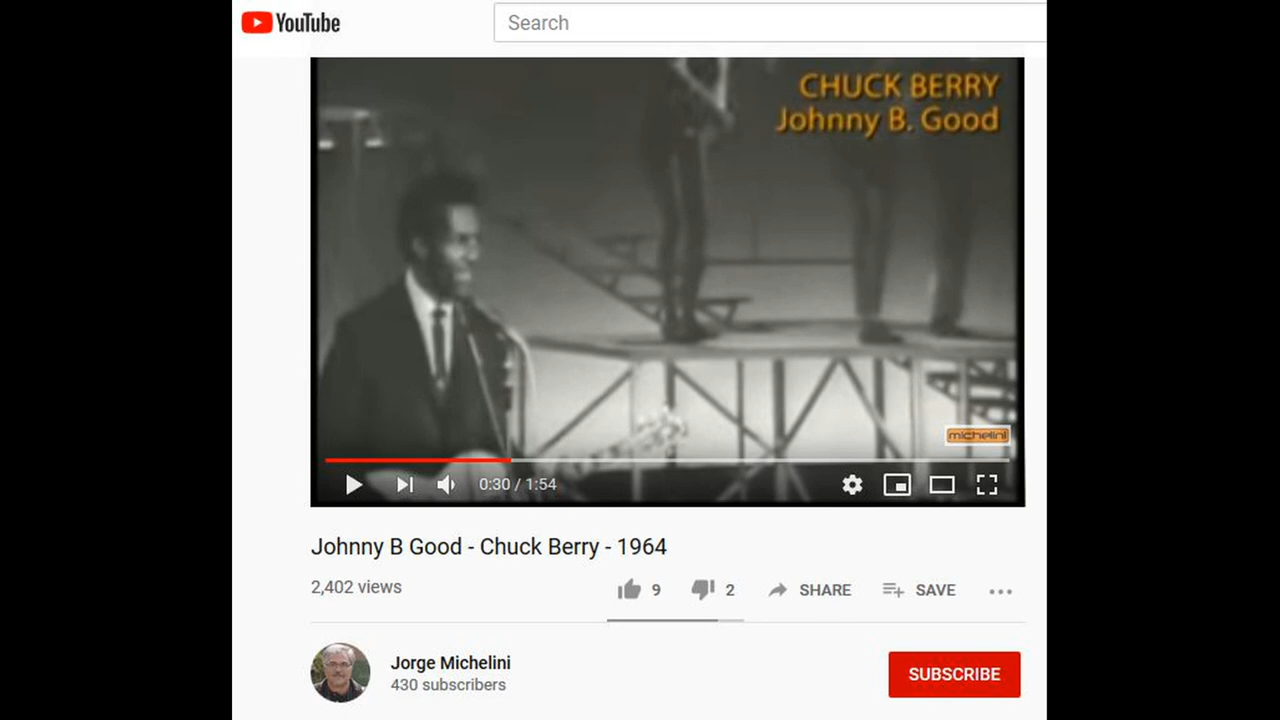 YouTube
Search
CHUCK BERRY
Johnny B. Good
michelini
0:30 / 1:54
Johnny B Good - Chuck Berry - 1964
2,402 views
9
2
SHARE
SAVE
Jorge Michelini
430 subscribers
SUBSCRIBE